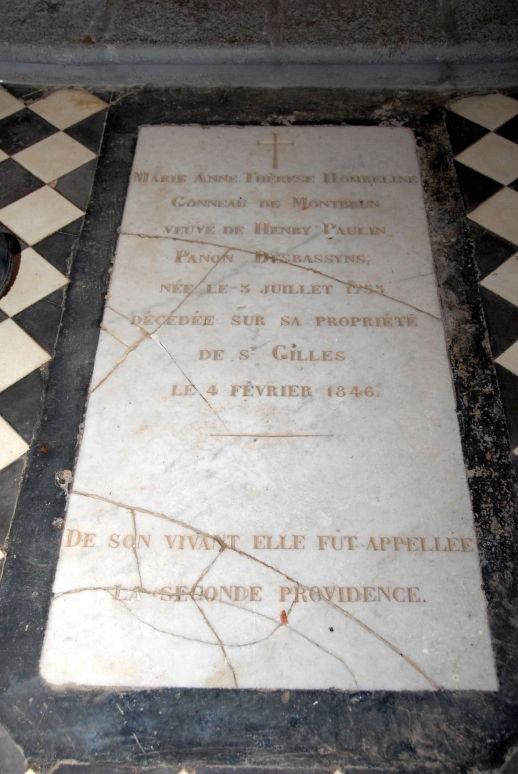 MARIE ANNE THÉRÈSE HOMBELINE
GONNEAU DE MONTBRUN
VEUVE DE HENRY PAULIN
PANON DESBASSYNS,
NÉE LE 3 JUILLET 1755
DÉCÉDÉE SUR SA PROPRIÉTÉ
DE St GILLES
LE 4 FÉVRIER 1846.
DE SON VIVANT ELLE FUT APPELLÉE
LA SECONDE PROVIDENCE.